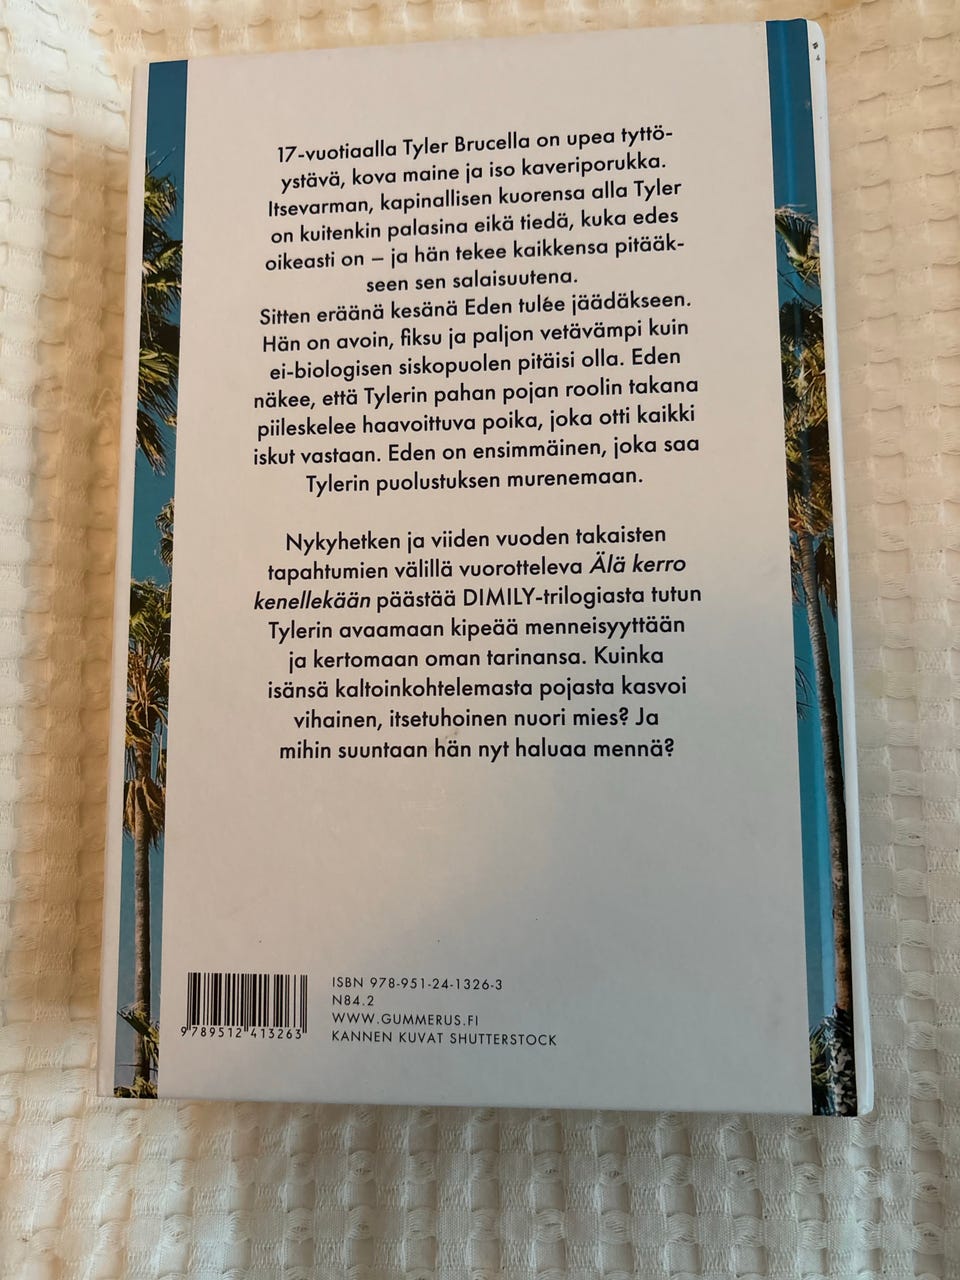 17-vuotiaalla Tyler Brucella on upea tyttö-
ystävä, kova maine ja iso kaveriporukka.
Itsevarman, kapinallisen kuorensa alla Tyler
on kuitenkin palasina eikä tiedä, kuka edes
oikeasti on – ja hän tekee kaikkensa pitääk-
seen sen salaisuutena.
Sitten eräänä kesänä Eden tulee jäädäkseen.
Hän on avoin, fiksu ja paljon vetävämpi kuin
ei-biologisen siskopuolen pitäisi olla. Eden
näkee, että Tylerin pahan pojan roolin takana
piileskelee haavoittuva poika, joka otti kaikki
iskut vastaan. Eden on ensimmäinen, joka saa
Tylerin puolustuksen murenemaan.
Nykyhetken ja viiden vuoden takaisten
tapahtumien välillä vuorotteleva Älä kerro
kenellekään päästää DIMILY-trilogiasta tutun
Tylerin avaamaan kipeää menneisyyttään
ja kertomaan oman tarinansa. Kuinka
isänsä kaltoinkohtelemasta pojasta kasvoi
vihainen, itsetuhoinen nuori mies? Ja
mihin suuntaan hän nyt haluaa mennä?
ISBN 978-951-24-1326-3
N84.2
WWW.GUMMERUS.FI
KANNEN KUVAT SHUTTERSTOCK
9 789512 413263